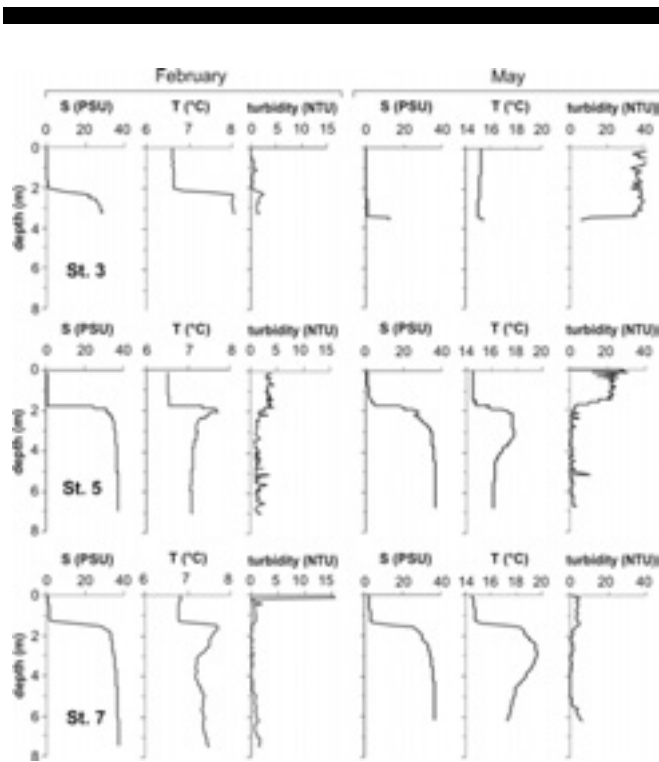 February May
S (PSU) T (°C) turbidity (NTU) S (PSU) T (°C) turbidity (NTU)
0 20 40 6 7 8 0 5 10 15 0 20 40 14 16 18 20 0 20 40
0
2
4
6
8
depth (m)
St. 3
S (PSU) T (°C) turbidity (NTU) S (PSU) T (°C) turbidity (NTU)
0 20 40 6 7 8 0 5 10 15 0 20 40 14 16 18 20 0 20 40
0
2
4
6
8
depth (m)
St. 5
S (PSU) T (°C) turbidity (NTU) S (PSU) T (°C) turbidity (NTU)
0 20 40 6 7 8 0 5 10 15 0 20 40 14 16 18 20 0 20 40
0
2
4
6
8
depth (m)
St. 7